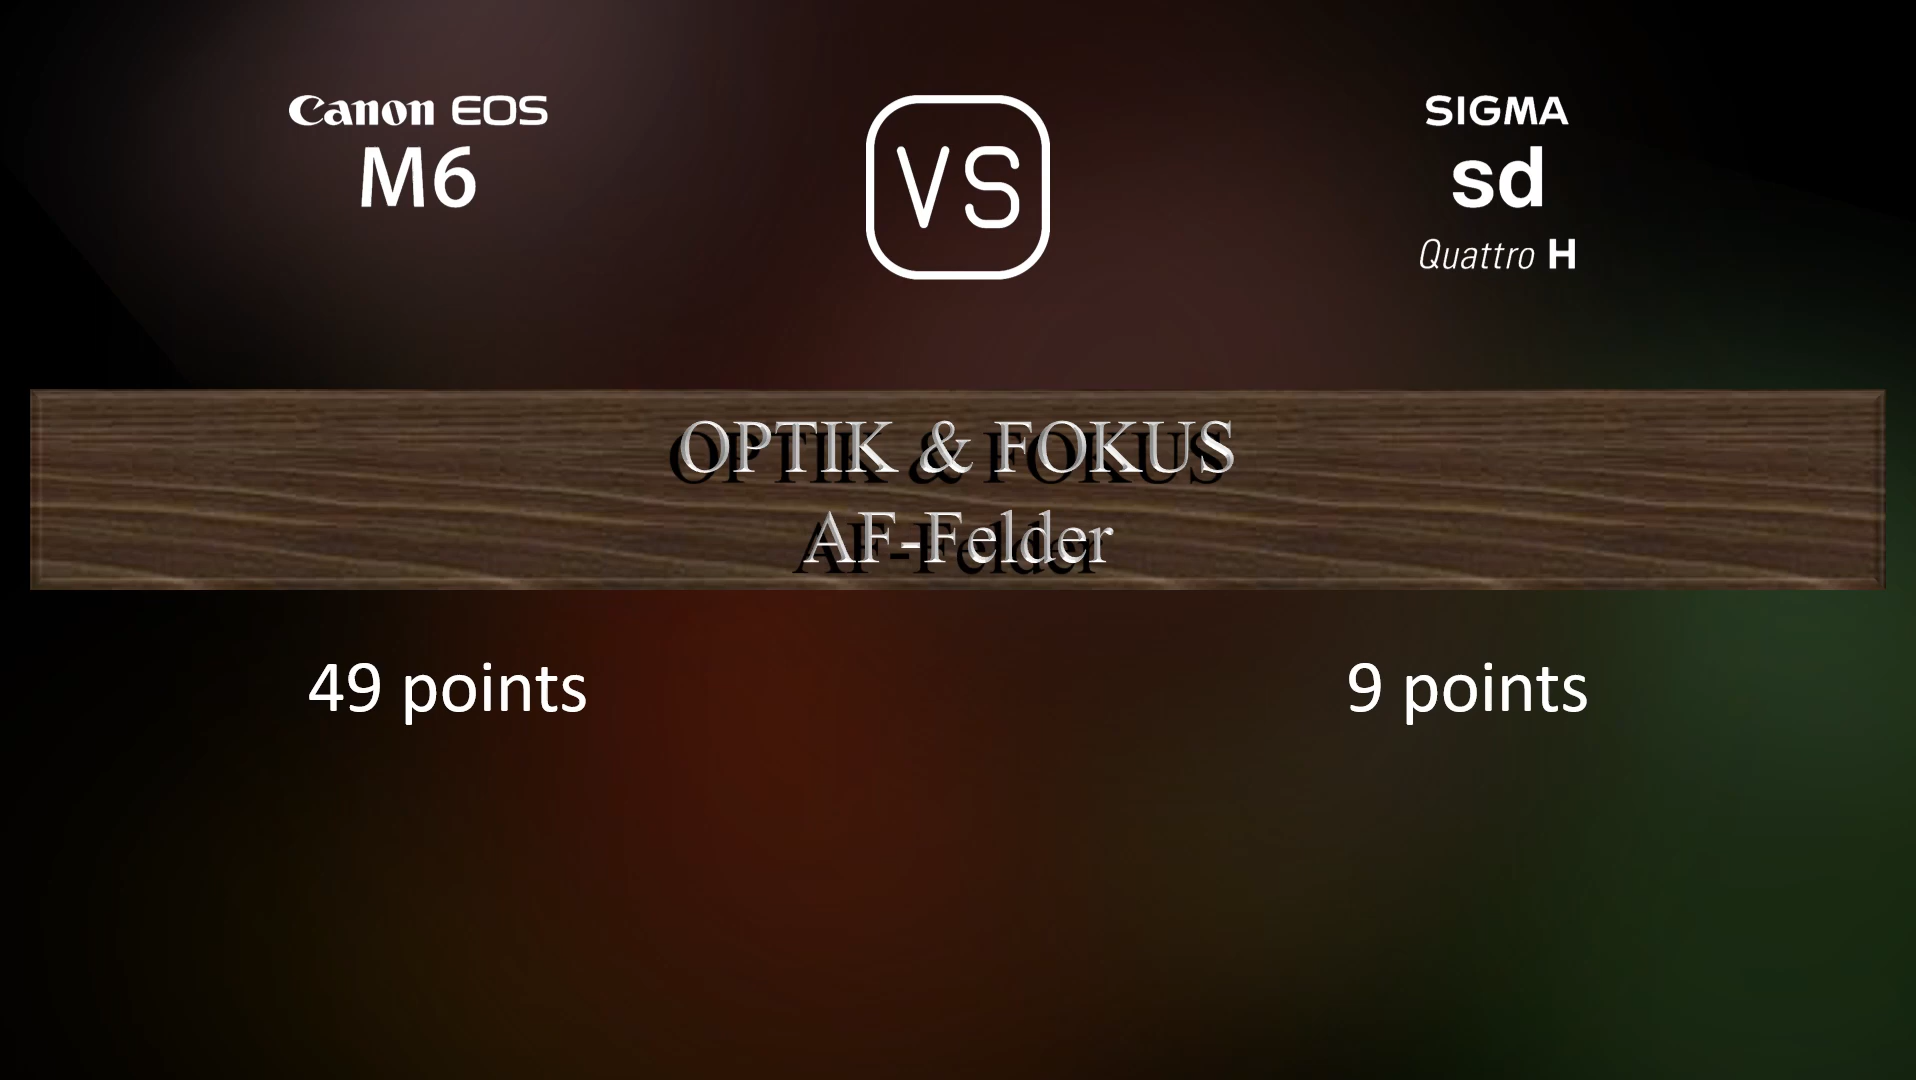 Canon EOS
M6
VS
SIGMA
sd
Quattro H
OPTIK & FOKUS
AF-Felder
49 points
9 points